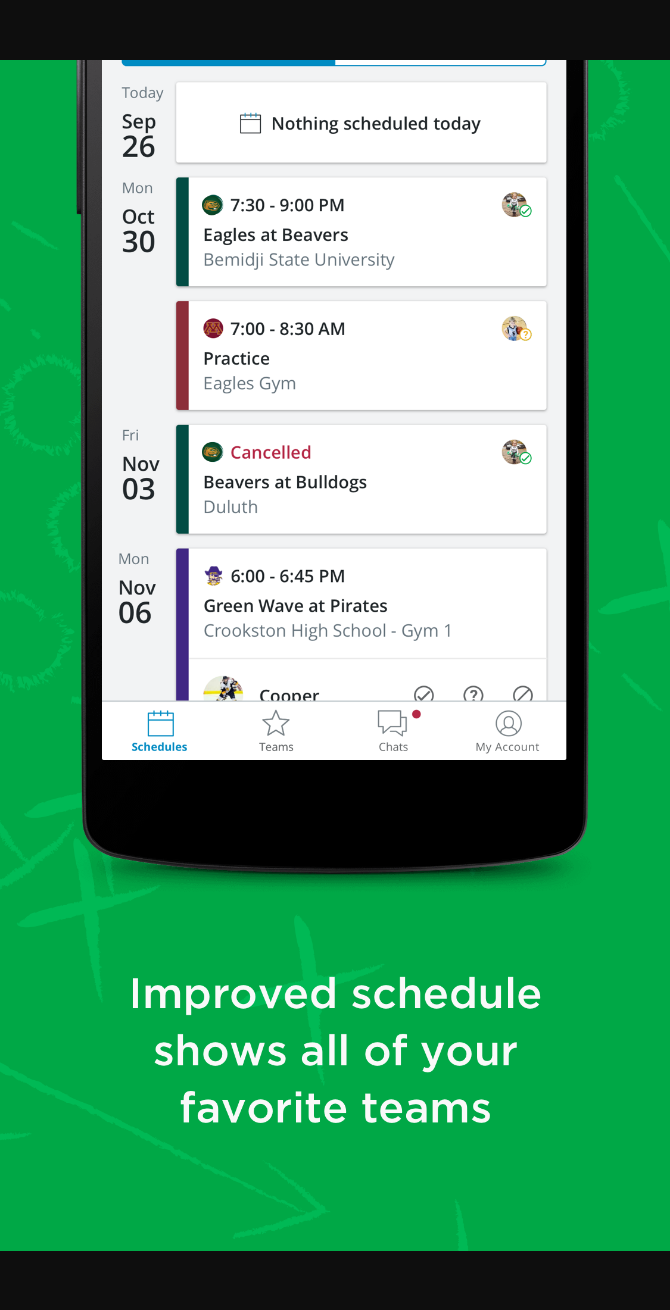 Today
Sep
26
Nothing scheduled today
Mon
Oct
30
7:30 - 9:00 PM
Eagles at Beavers
Bemidji State University
7:00 - 8:30 AM
Practice
Eagles Gym
Fri
Nov
03
Cancelled
Beavers at Bulldogs
Duluth
Mon
Nov
06
6:00 - 6:45 PM
Green Wave at Pirates
Crookston High School - Gym 1
Cooper
Schedules
Teams
Chats
My Account
Improved schedule
shows all of your
favorite teams